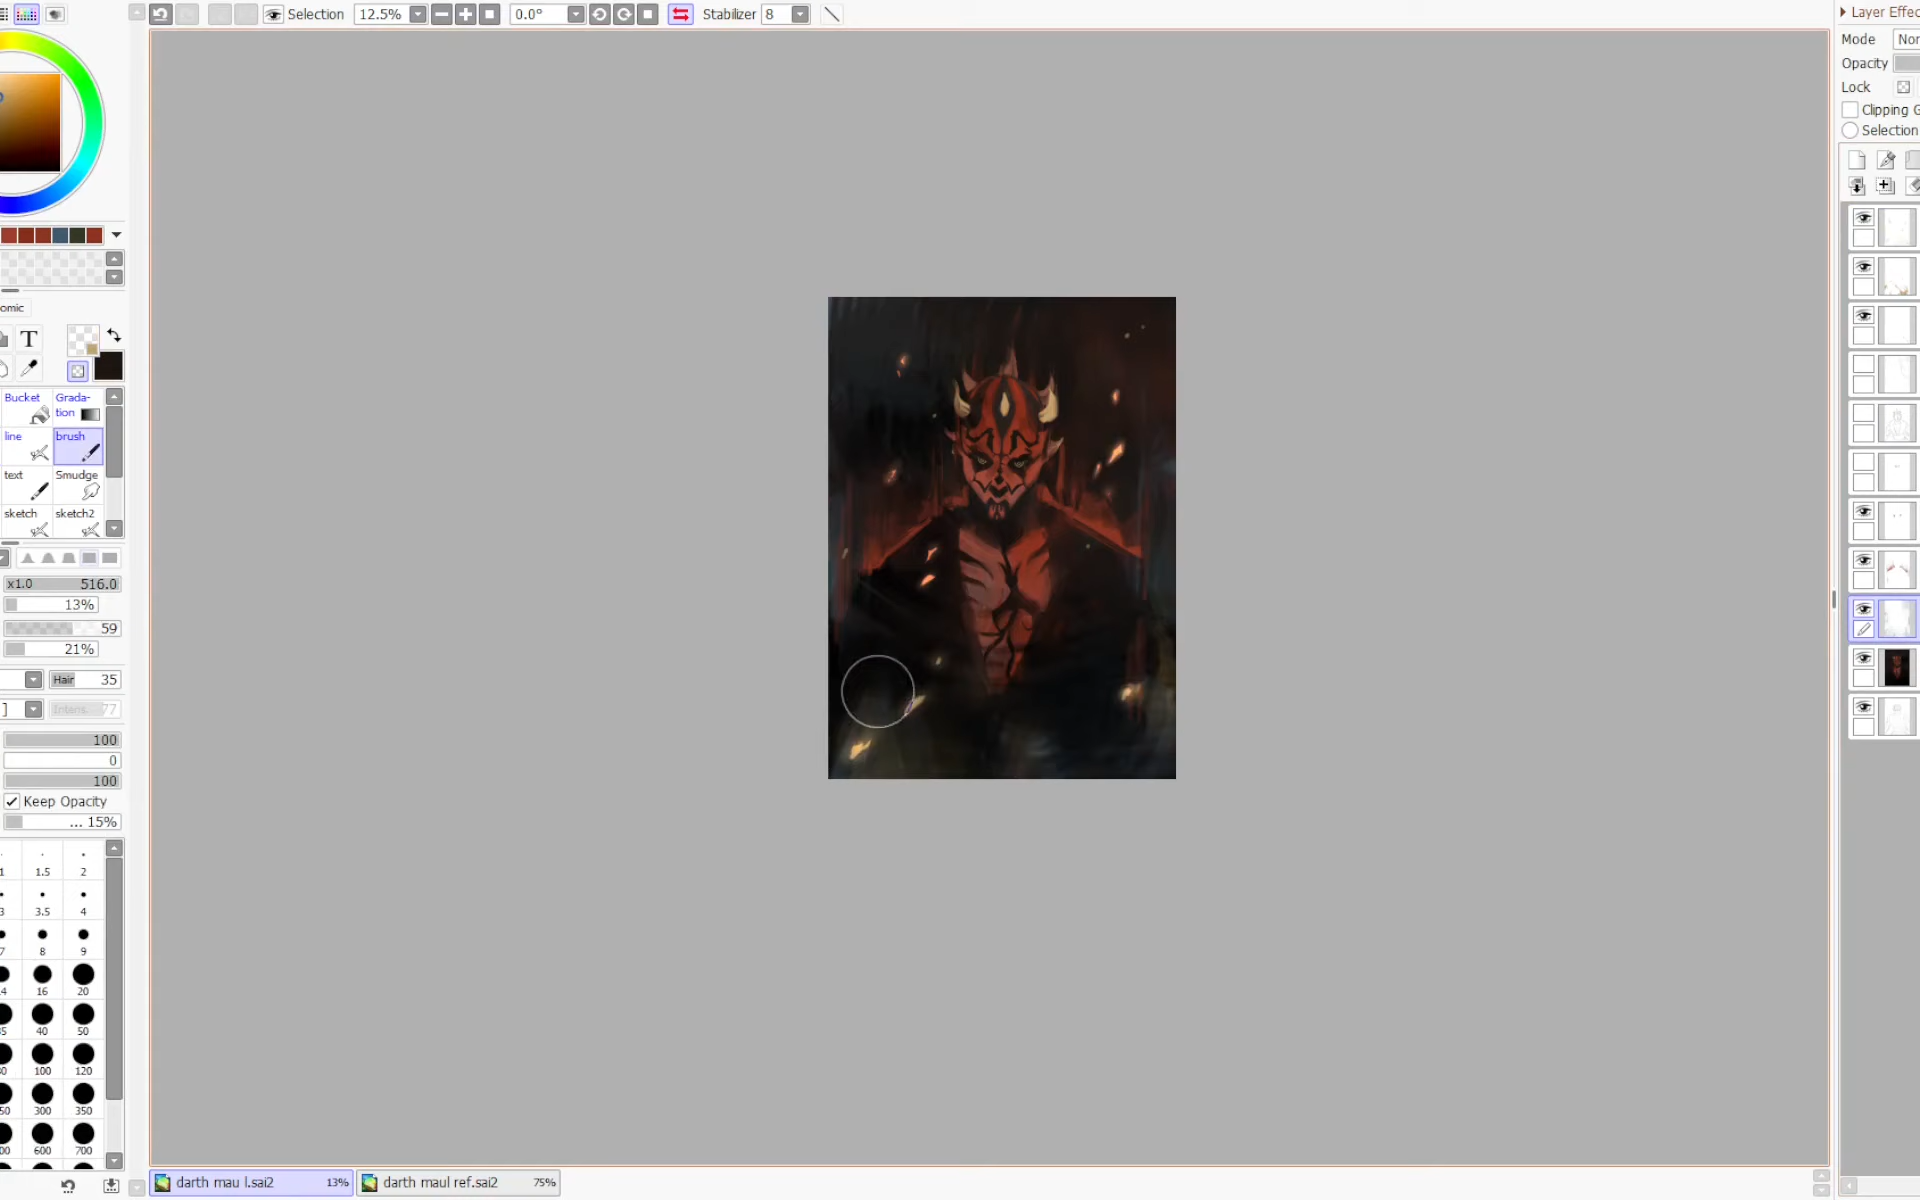 Selection 12.5% 0.0° Stabilizer 8
Layer Effec
Mode Nor
Opacity
Lock
Clipping G
Selection
omic
T
Bucket Grada-
tion
line brush
text Smudge
sketch sketch2
x1.0 516.0
13%
59
21%
Hair 35
] Intens. 77
100
0
100
Keep Opacity
... 15%
1 1.5 2
3 3.5 4
7 8 9
4 16 20
5 40 50
0 100 120
50 300 350
00 600 700
darth mau l.sai2 13% darth maul ref.sai2 75%